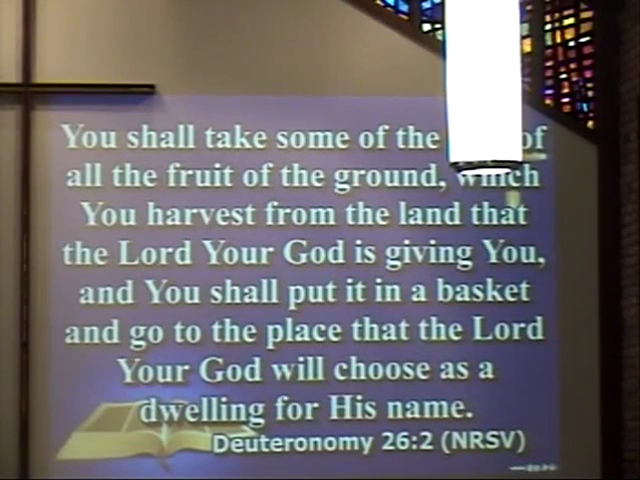 You shall take some of the of
all the fruit of the ground, which
You harvest from the land that
the Lord Your God is giving You,
and You shall put it in a basket
and go to the place that the Lord
Your God will choose as a
dwelling for His name.
Deuteronomy 26:2 (NRSV)